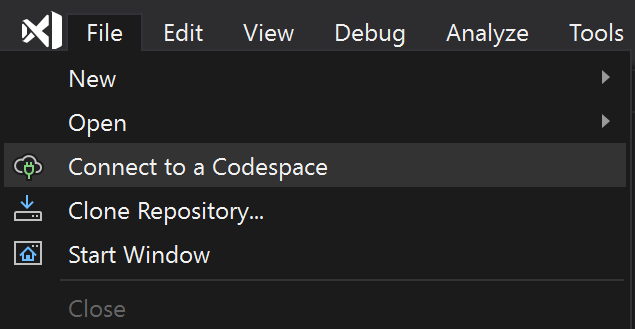 File Edit View Debug Analyze Tools
New
Open
Connect to a Codespace
Clone Repository...
Start Window
Close